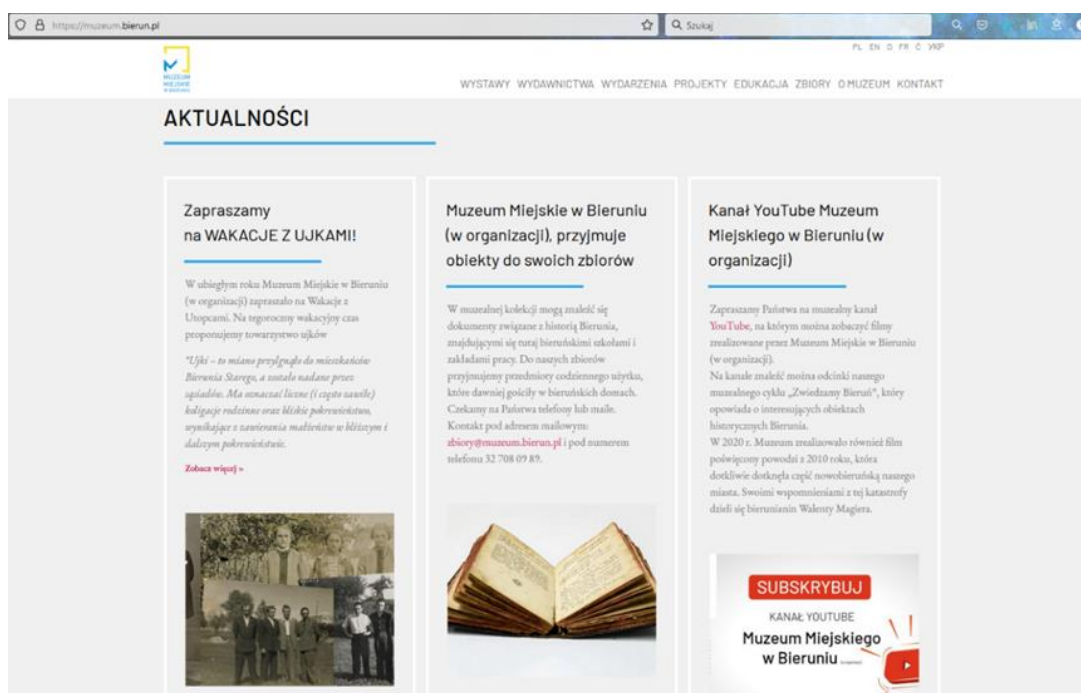 https://muzeum.bierun.pl
Szukaj
PL EN D FR Č УКР
MUZEUM
MIEJSKIE
W BIERUNIU
WYSTAWY WYDAWNICTWA WYDARZENIA PROJEKTY EDUKACJA ZBIORY O MUZEUM KONTAKT
AKTUALNOŚCI
Zapraszamy
na WAKACJE Z UJKAMI!
W ubiegłym roku Muzeum Miejskie w Bieruniu
(w organizacji) zapraszało na Wakacje z
Utopcami. Na tegoroczny wakacyjny czas
proponujemy towarzystwo ujków
"Ujki – to miano przylgnęło do mieszkańców
Bierunia Starego, a zostało nadane przez
sąsiadów. Ma oznaczać liczne (i często zawiłe)
koligacje rodzinne oraz bliskie pokrewieństwo,
wynikające z zawierania małżeństw w bliższym i
dalszym pokrewieństwie.
Zobacz więcej »
Muzeum Miejskie w Bieruniu
(w organizacji), przyjmuje
obiekty do swoich zbiorów
W muzealnej kolekcji mogą znaleźć się
dokumenty związane z historią Bierunia,
znajdującymi się tutaj bieruńskimi szkołami i
zakładami pracy. Do naszych zbiorów
przyjmujemy przedmioty codziennego użytku,
które dawniej gościły w bieruńskich domach.
Czekamy na Państwa telefony lub maile.
Kontakt pod adresem mailowym:
zbiory@muzeum.bierun.pl i pod numerem
telefonu 32 708 09 89.
Kanał YouTube Muzeum
Miejskiego w Bieruniu (w
organizacji)
Zapraszamy Państwa na muzealny kanał
YouTube, na którym można zobaczyć filmy
zrealizowane przez Muzeum Miejskie w Bieruniu
(w organizacji).
Na kanale znaleźć można odcinki naszego
muzealnego cyklu „Zwiedzamy Bieruń", który
opowiada o interesujących obiektach
historycznych Bierunia.
W 2020 r. Muzeum zrealizowało również film
poświęcony powodzi z 2010 roku, która
dotkliwie dotknęła część nowobieruńską naszego
miasta. Swoimi wspomnieniami z tej katastrofy
dzieli się bierunianin Walenty Magiera.
SUBSKRYBUJ
KANAŁ YOUTUBE
Muzeum Miejskiego
w Bieruniu